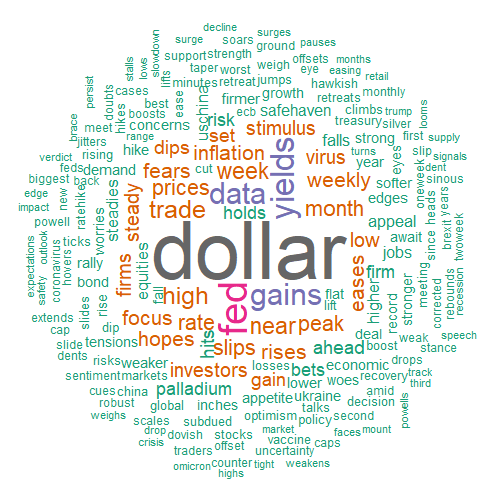 decline
surge surges pauses
slowdown soars ground offsets months
stalls lows lifts support strength eye easing
taper worst weigh hawkish retail
persist doubts cases minutes retreat jumps retreats monthly
best ease firmer growth climbs trump
hikes boosts china safehaven treasury silver booms
brace meet concerns us risk ecb falls strong first supply
jitters range hike dips set stimulus year eyes turns signals
verdict rising cut inflation virus slip
feds demand fears week weekly softer dent sinous
biggest back steadies steady prices data yields edges oneweek
edge new ratehike trade holds month appeal since heads years
impact powell worries await brexit twoweek
expectations outlook ticks dollar jobs meeting
safety coronavirus rally equities low firm corrected
hovers bond firms fall fed gains eases higher record stronger rebounds recession
extends slides rise high flat lift
cap dip focus rate hits near peak deal boost weak speech
slide tensions hopes slips rises ahead economic drops stance
dents risks weaker investors gain losses bets woes recovery track
sentiment markets palladium lower amid third
cues china appetite ukraine decision powells
robust global inches optimism talks second
weighs scales subdued market policy faces mount
drop dovish stocks vaccine caps
crisis traders offset uncertainty
omicron counter tight weakens
highs